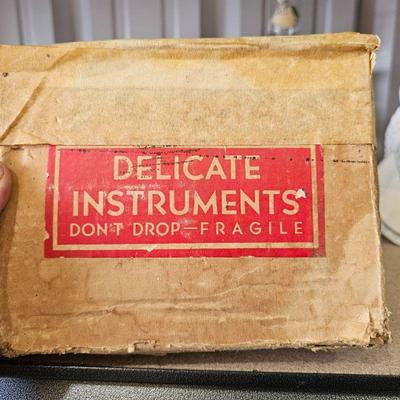 DELICATE
INSTRUMENTS
DON'T DROP—FRAGILE